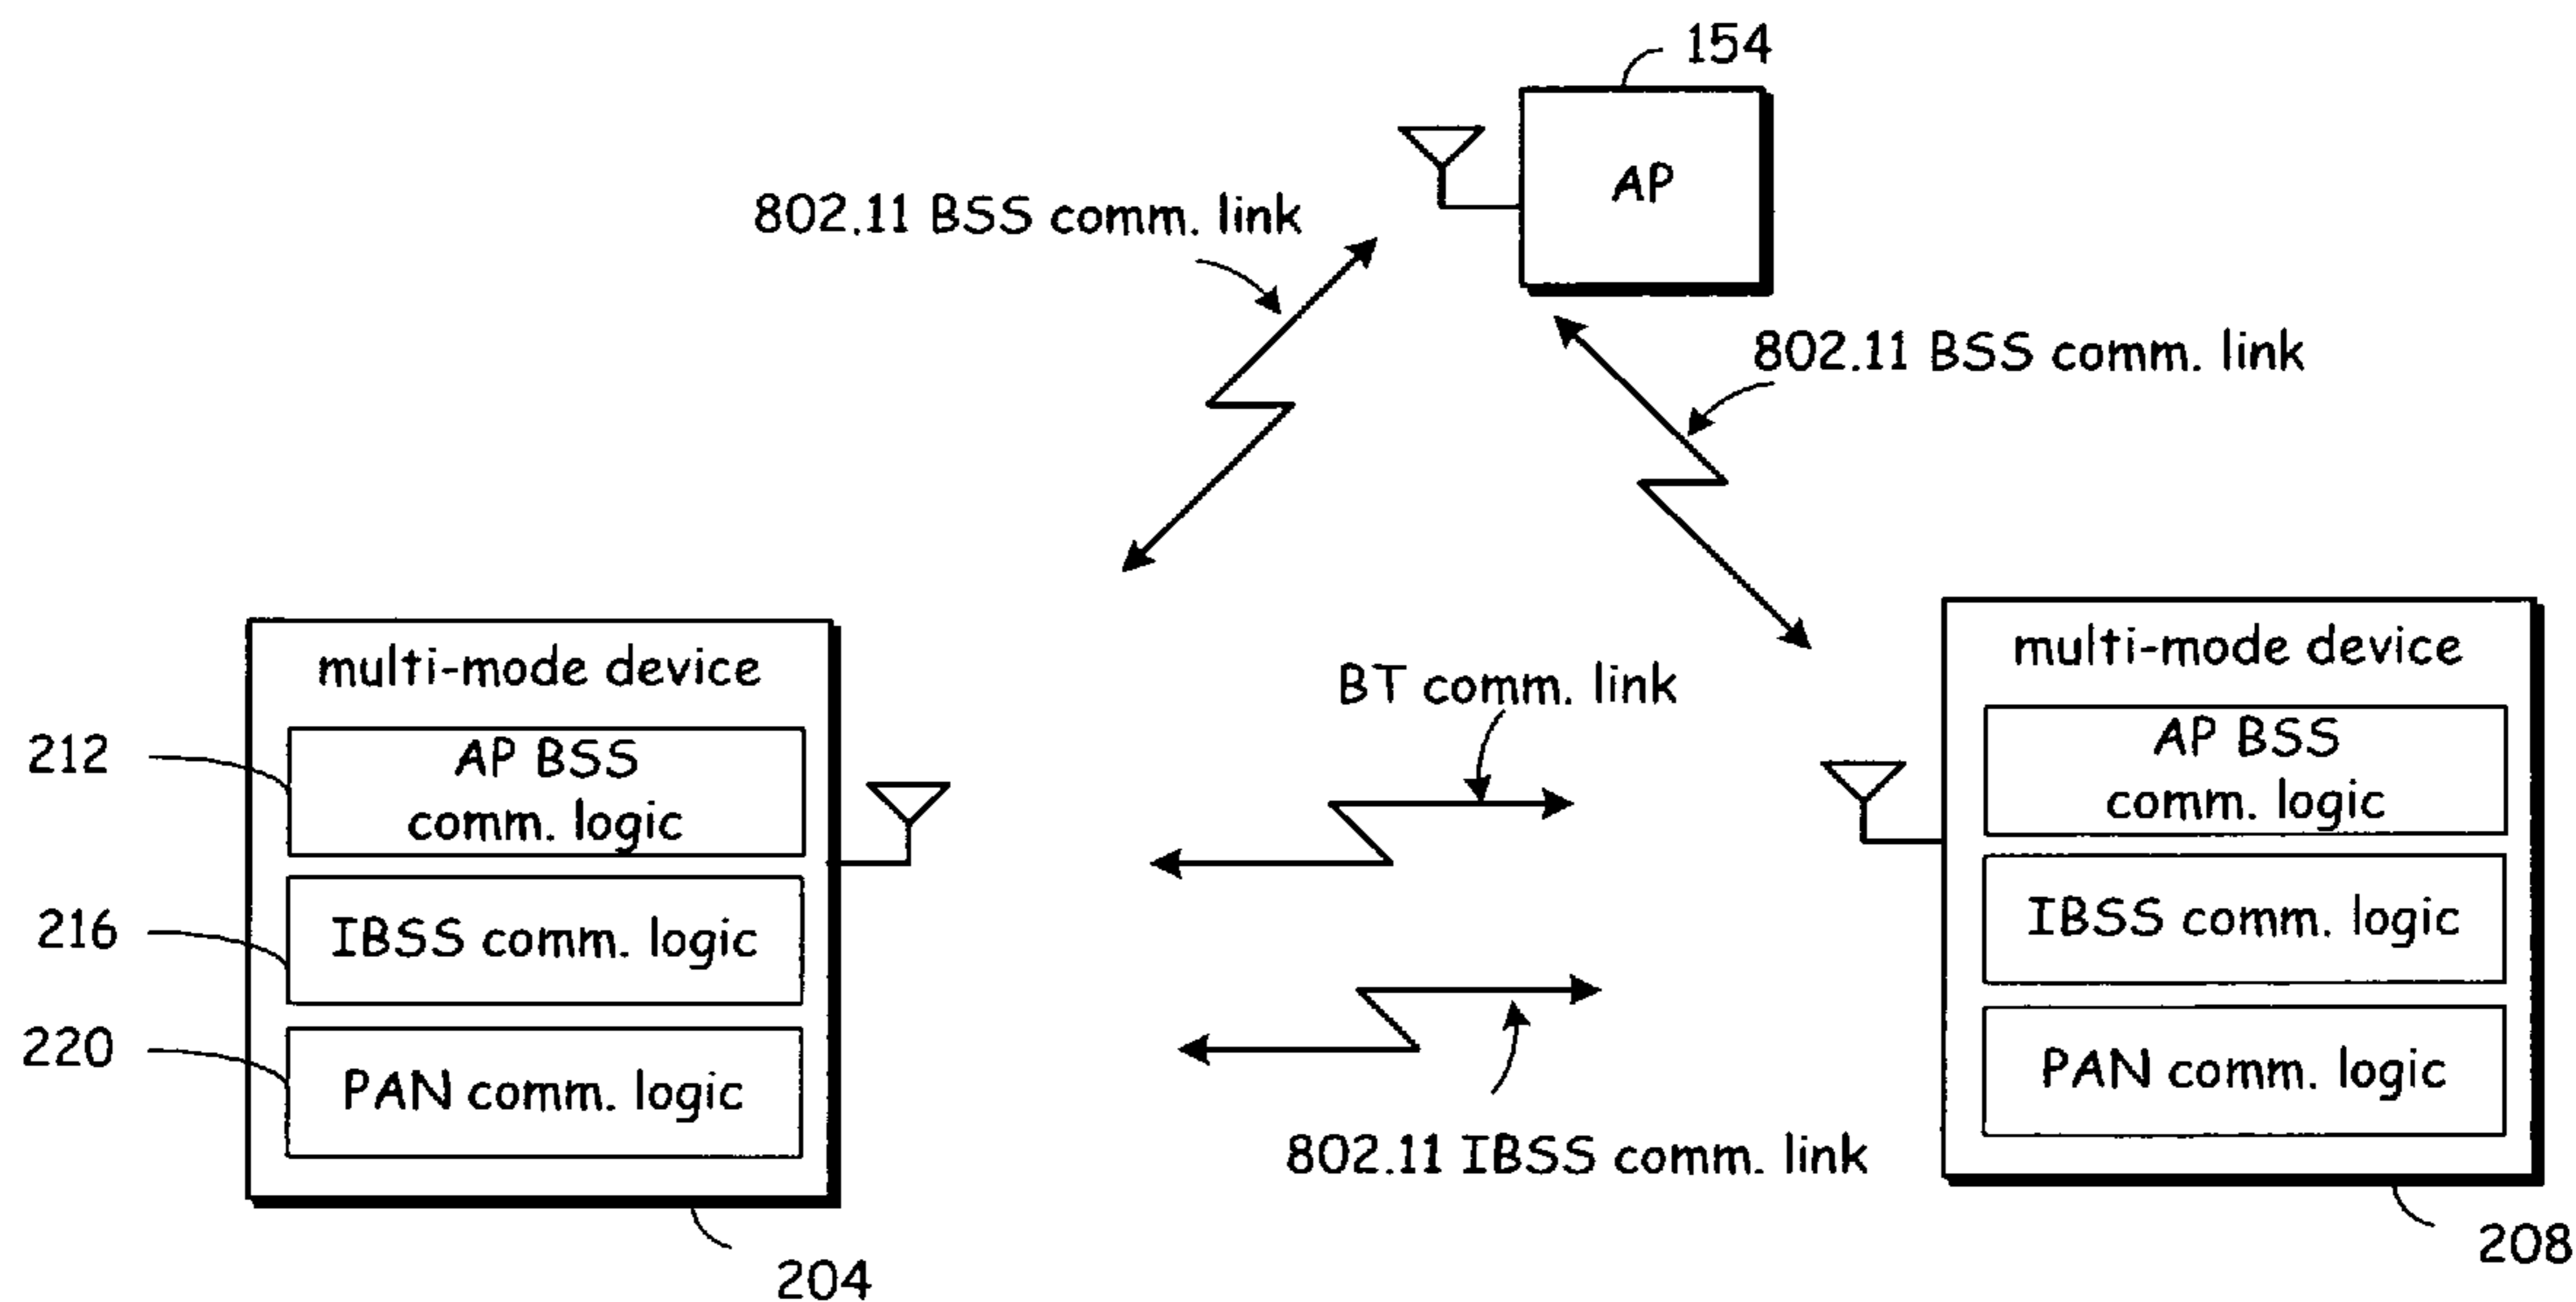 154
AP
802.11 BSS comm. link
802.11 BSS comm. link
multi-mode device
AP BSS
comm. logic
IBSS comm. logic
PAN comm. logic
212
216
220
204
BT comm. link
802.11 IBSS comm. link
multi-mode device
AP BSS
comm. logic
IBSS comm. logic
PAN comm. logic
208